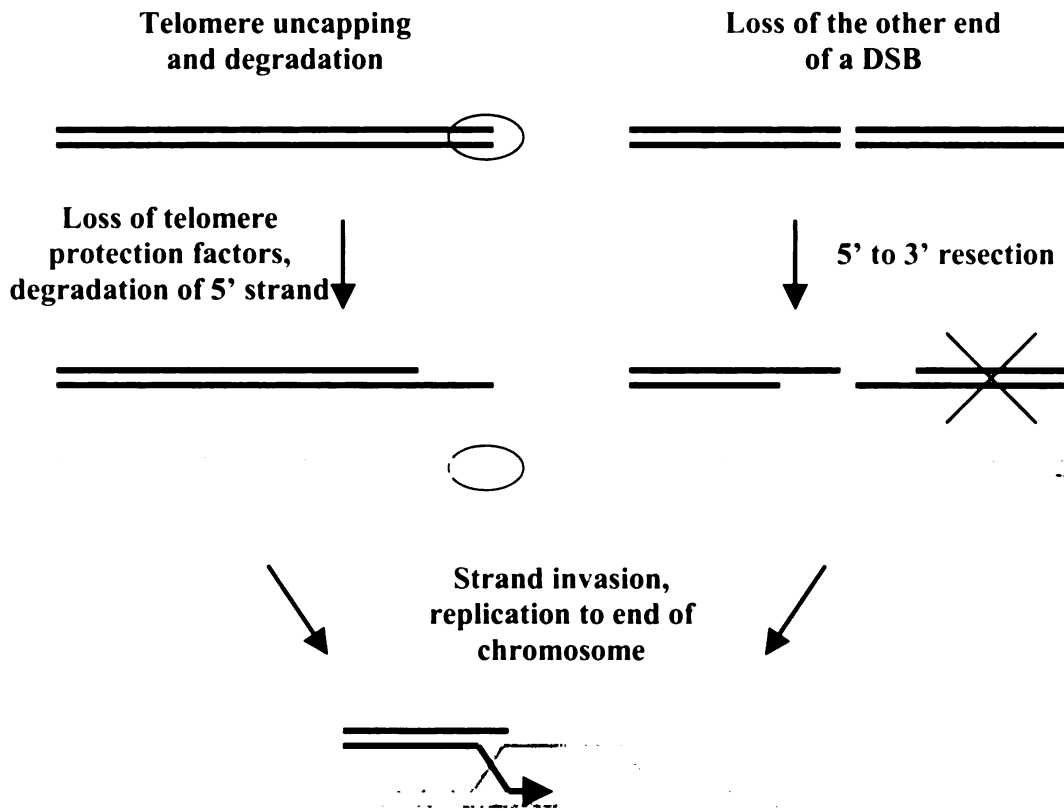 Telomere uncapping
and degradation
Loss of the other end
of a DSB
Loss of telomere
protection factors,
degradation of 5’ strand
5’ to 3’ resection
Strand invasion,
replication to end of
chromosome